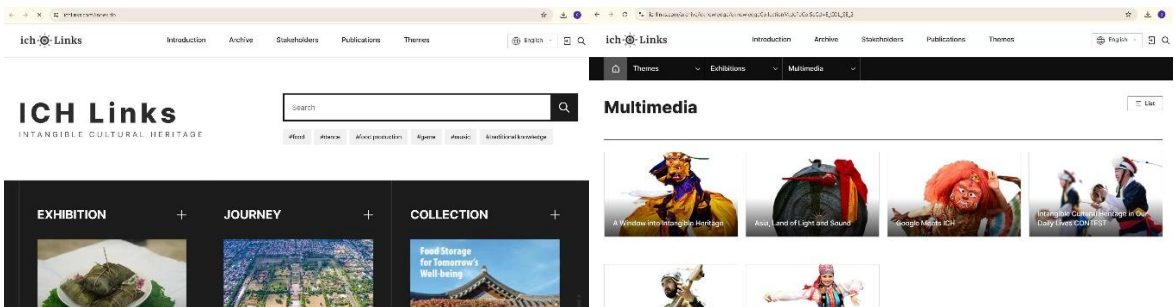 ich Links
Introduction Archive Stakeholders Publications Themes
English
ICH Links
INTANGIBLE CULTURAL HERITAGE
Search
#food #dance #food production #game #music #traditional knowledge
EXHIBITION +
JOURNEY +
COLLECTION +
Food Storage
for Tomorrow's
Well-being
ich Links
Introduction Archive Stakeholders Publications Themes
English
Themes Exhibitions Multimedia
Multimedia
List
A Window into Intangible Heritage
Asia, Land of Light and Sound
Google Meets ICH
Intangible Cultural Heritage in Our
Daily Lives CONTEST